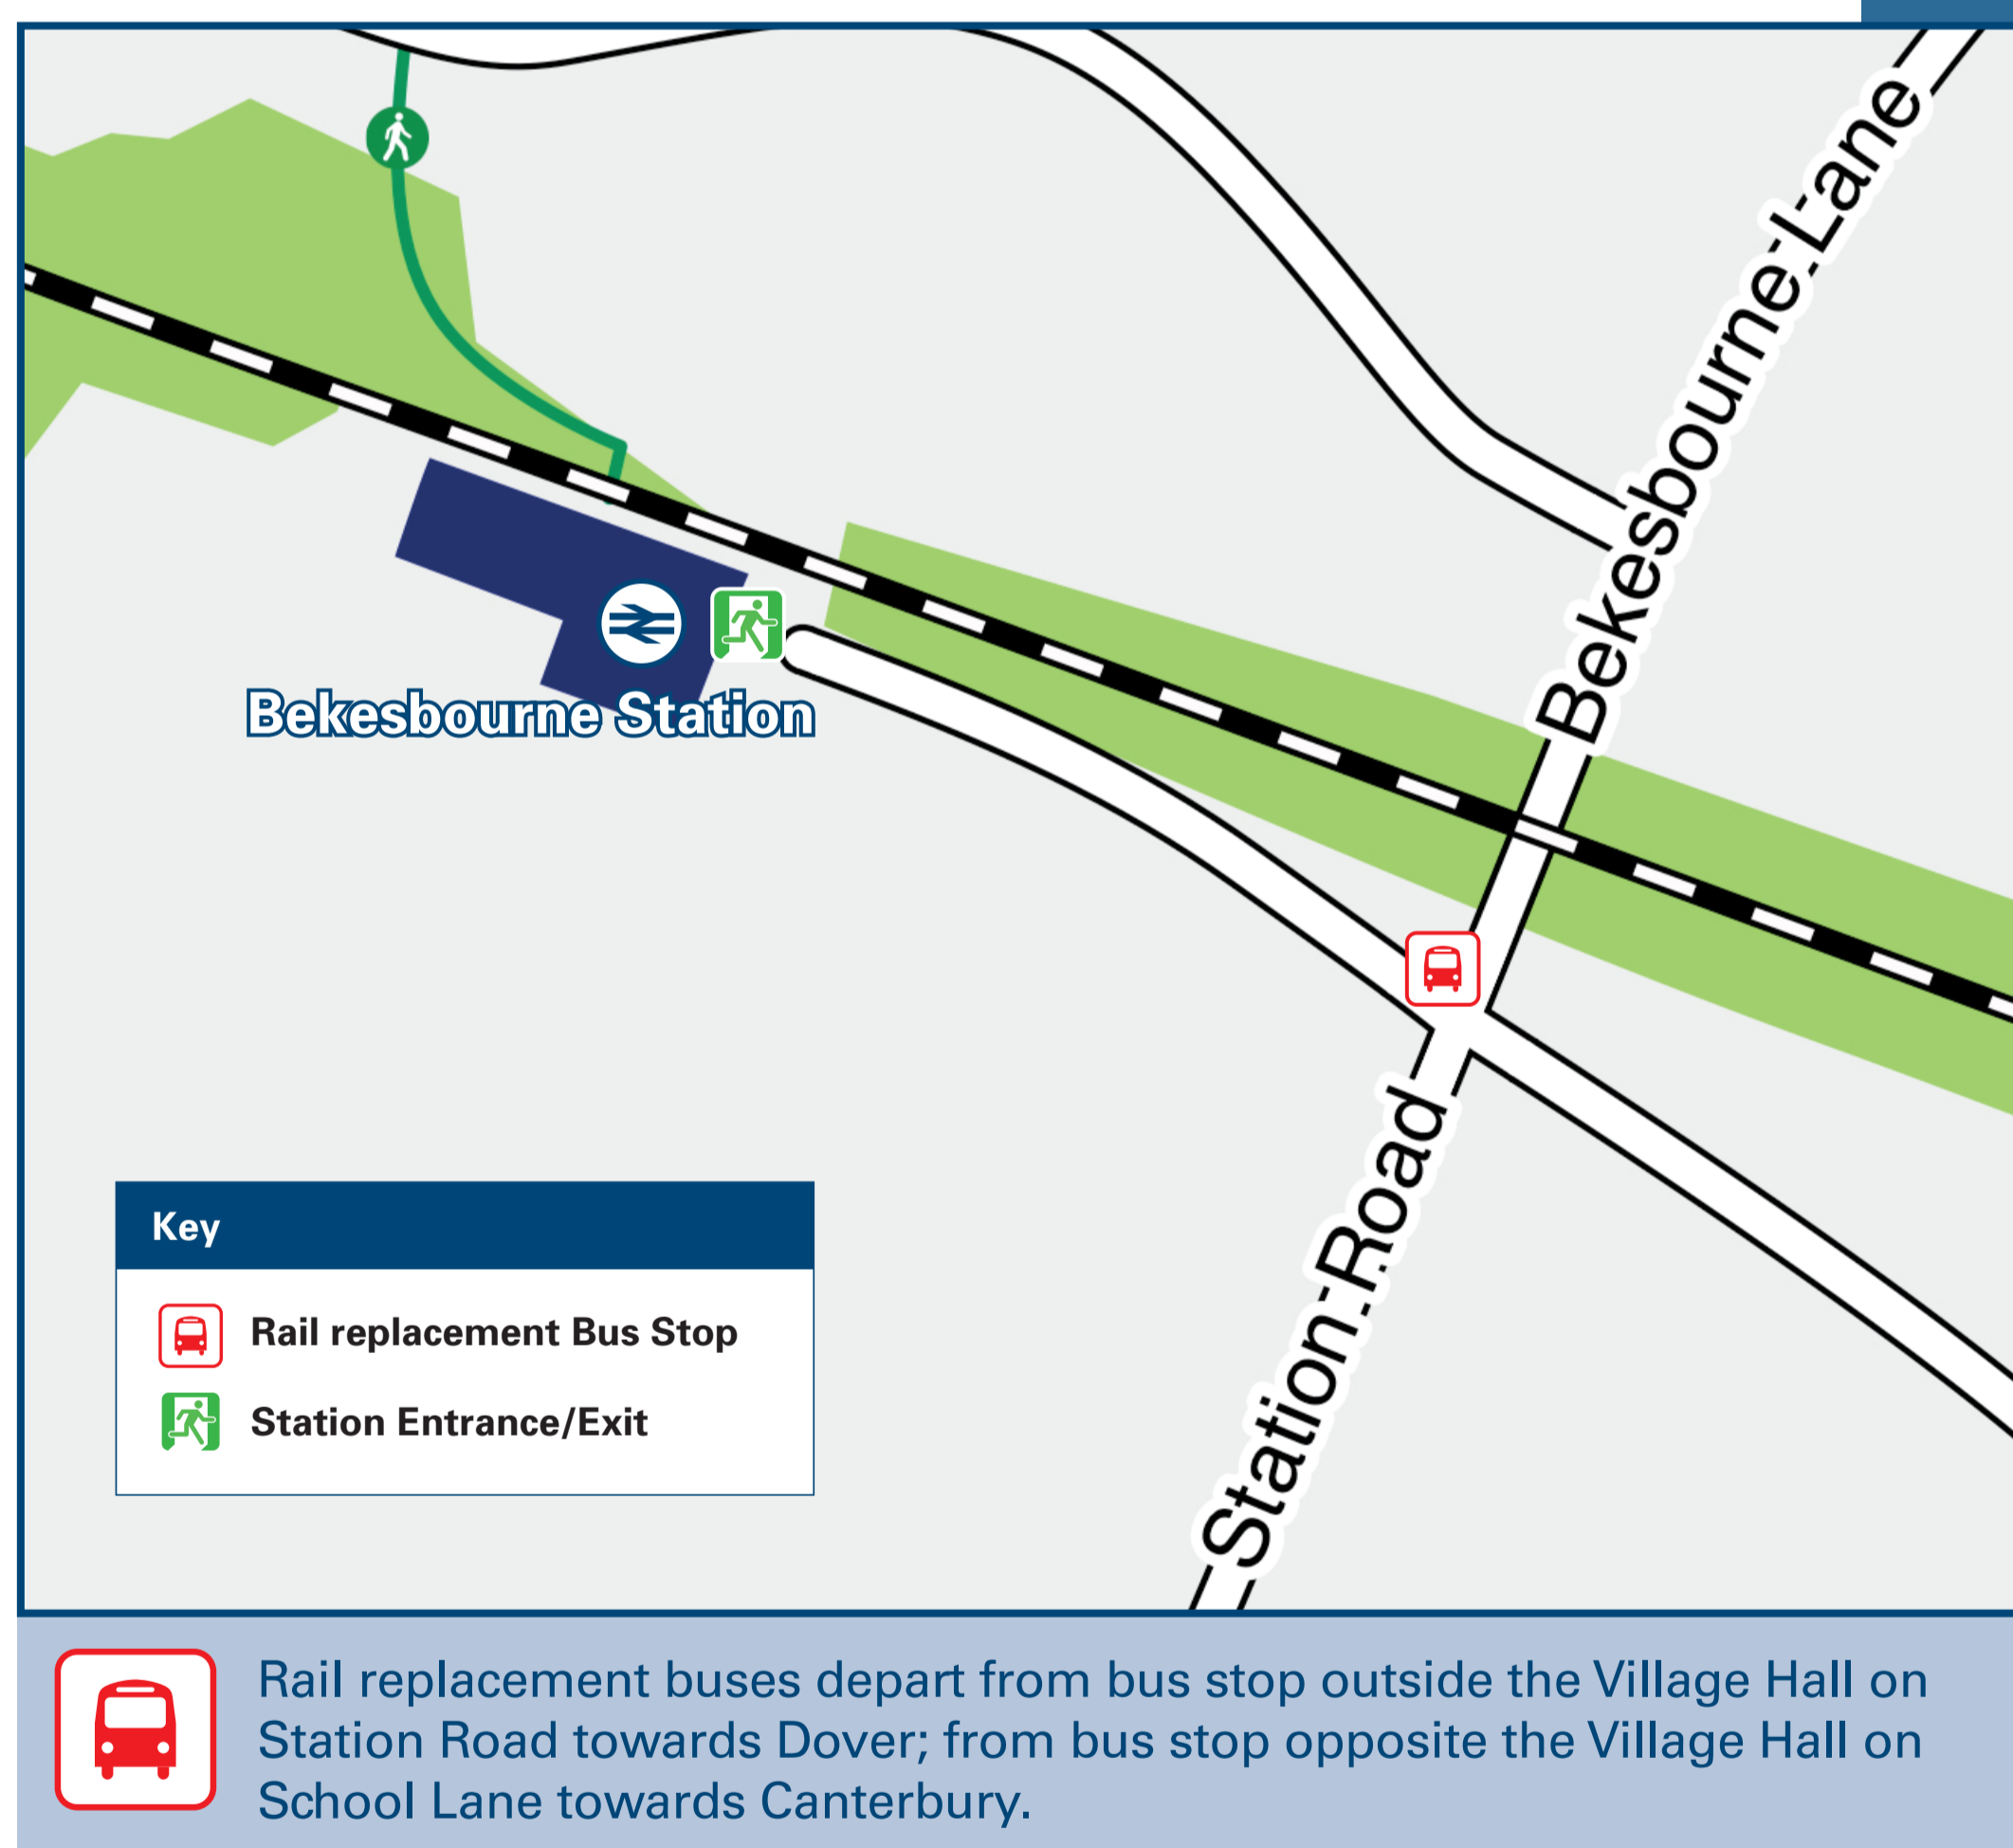 Bekesbourne Lane
Bekesbourne Station
Station Road
Key
Rail replacement Bus Stop
Station Entrance/Exit
Rail replacement buses depart from bus stop outside the Village Hall on
Station Road towards Dover; from bus stop opposite the Village Hall on
School Lane towards Canterbury.